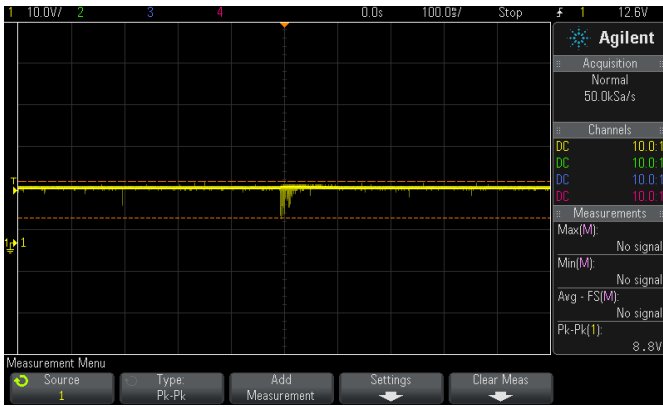 1 10.0V/ 2 3 4 0.0s 100.0ms/ Stop 1 12.6V
Agilent
Acquisition
Normal
50.0kSa/s
Channels
DC 10.0:1
DC 10.0:1
DC 10.0:1
DC 10.0:1
Measurements
Max(M):
No signal
Min(M):
No signal
Avg - FS(M):
No signal
Pk-Pk(1):
8.8V
T
1 1
Measurement Menu
Source
1
Type:
Pk-Pk
Add
Measurement
Settings
Clear Meas